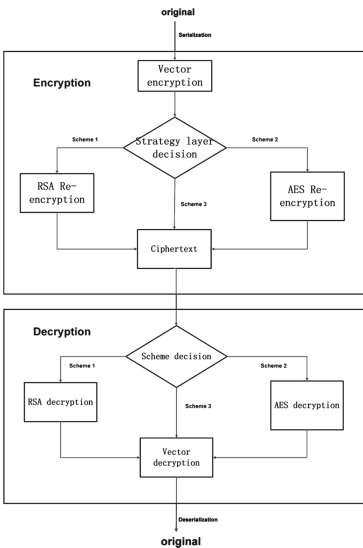 original
Serialization
Encryption
Vector
encryption
Strategy layer
decision
Scheme 1
Scheme 2
RSA Re-
encryption
Scheme 3
AES Re-
encryption
Ciphertext
Decryption
Scheme decision
Scheme 1
Scheme 2
RSA decryption
Scheme 3
AES decryption
Vector
decryption
Deserialization
original